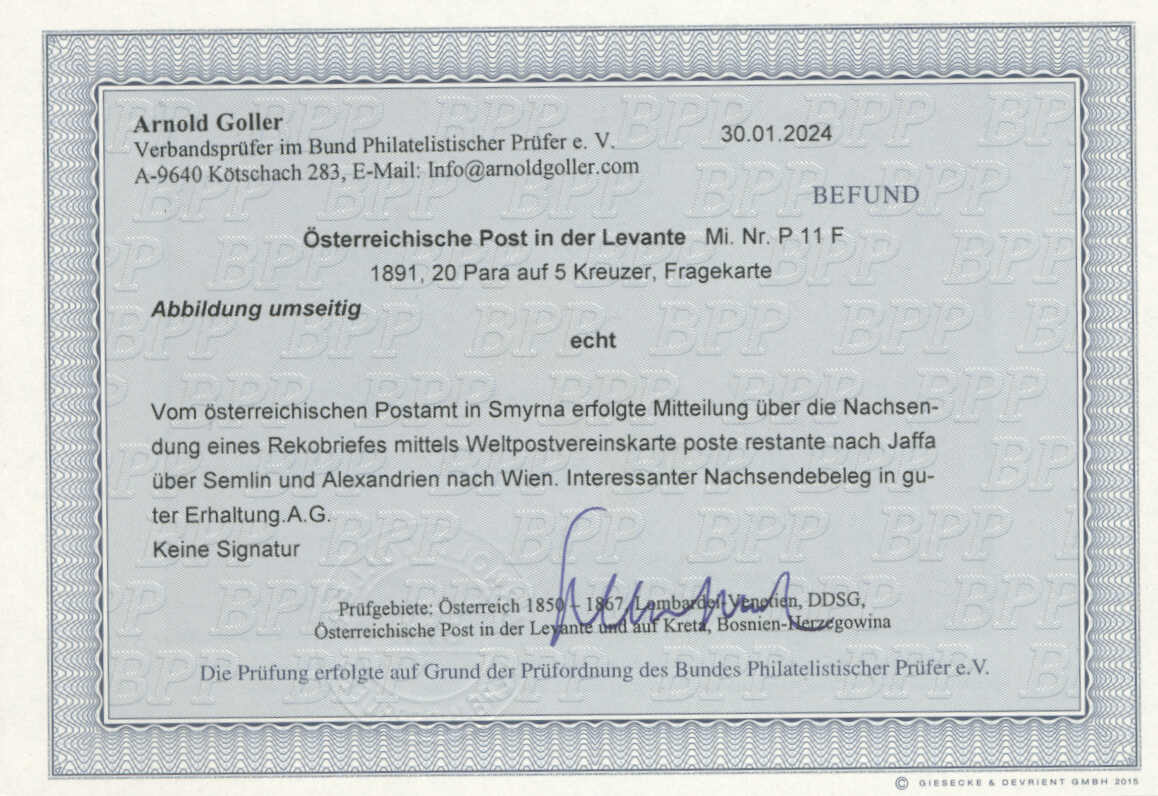 Arnold Goller
Verbandsprüfer im Bund Philatelistischer Prüfer e. V.
A-9640 Kötschach 283, E-Mail: Info@arnoldgoller.com
30.01.2024
BEFUND
Österreichische Post in der Levante Mi. Nr. P 11 F
1891, 20 Para auf 5 Kreuzer, Fragekarte
Abbildung umseitig
echt
Vom österreichischen Postamt in Smyrna erfolgte Mitteilung über die Nachsen-
dung eines Rekobriefes mittels Weltpostvereinskarte poste restante nach Jaffa
über Semlin und Alexandrien nach Wien. Interessanter Nachsendebeleg in gu-
ter Erhaltung.A.G.
Keine Signatur
Prüfgebiete: Österreich 1850 – 1867, Lombardei-Venetien, DDSG,
Österreichische Post in der Levante und auf Kreta, Bosnien-Herzegowina
Die Prüfung erfolgte auf Grund der Prüfordnung des Bundes Philatelistischer Prüfer e.V.
© GIESECKE & DEVRIENT GMBH 2015